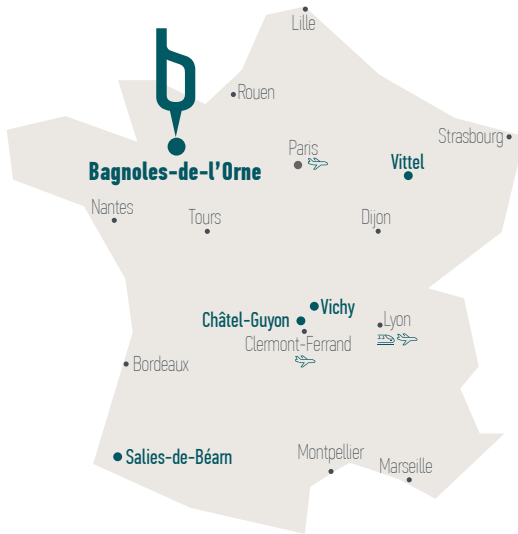 Lille
Rouen
Strasbourg
Paris
Vittel
Bagnoles-de-l'Orne
Nantes
Tours
Dijon
Vichy
Châtel-Guyon
Lyon
Clermont-Ferrand
Bordeaux
Montpellier
Salies-de-Béarn
Marseille